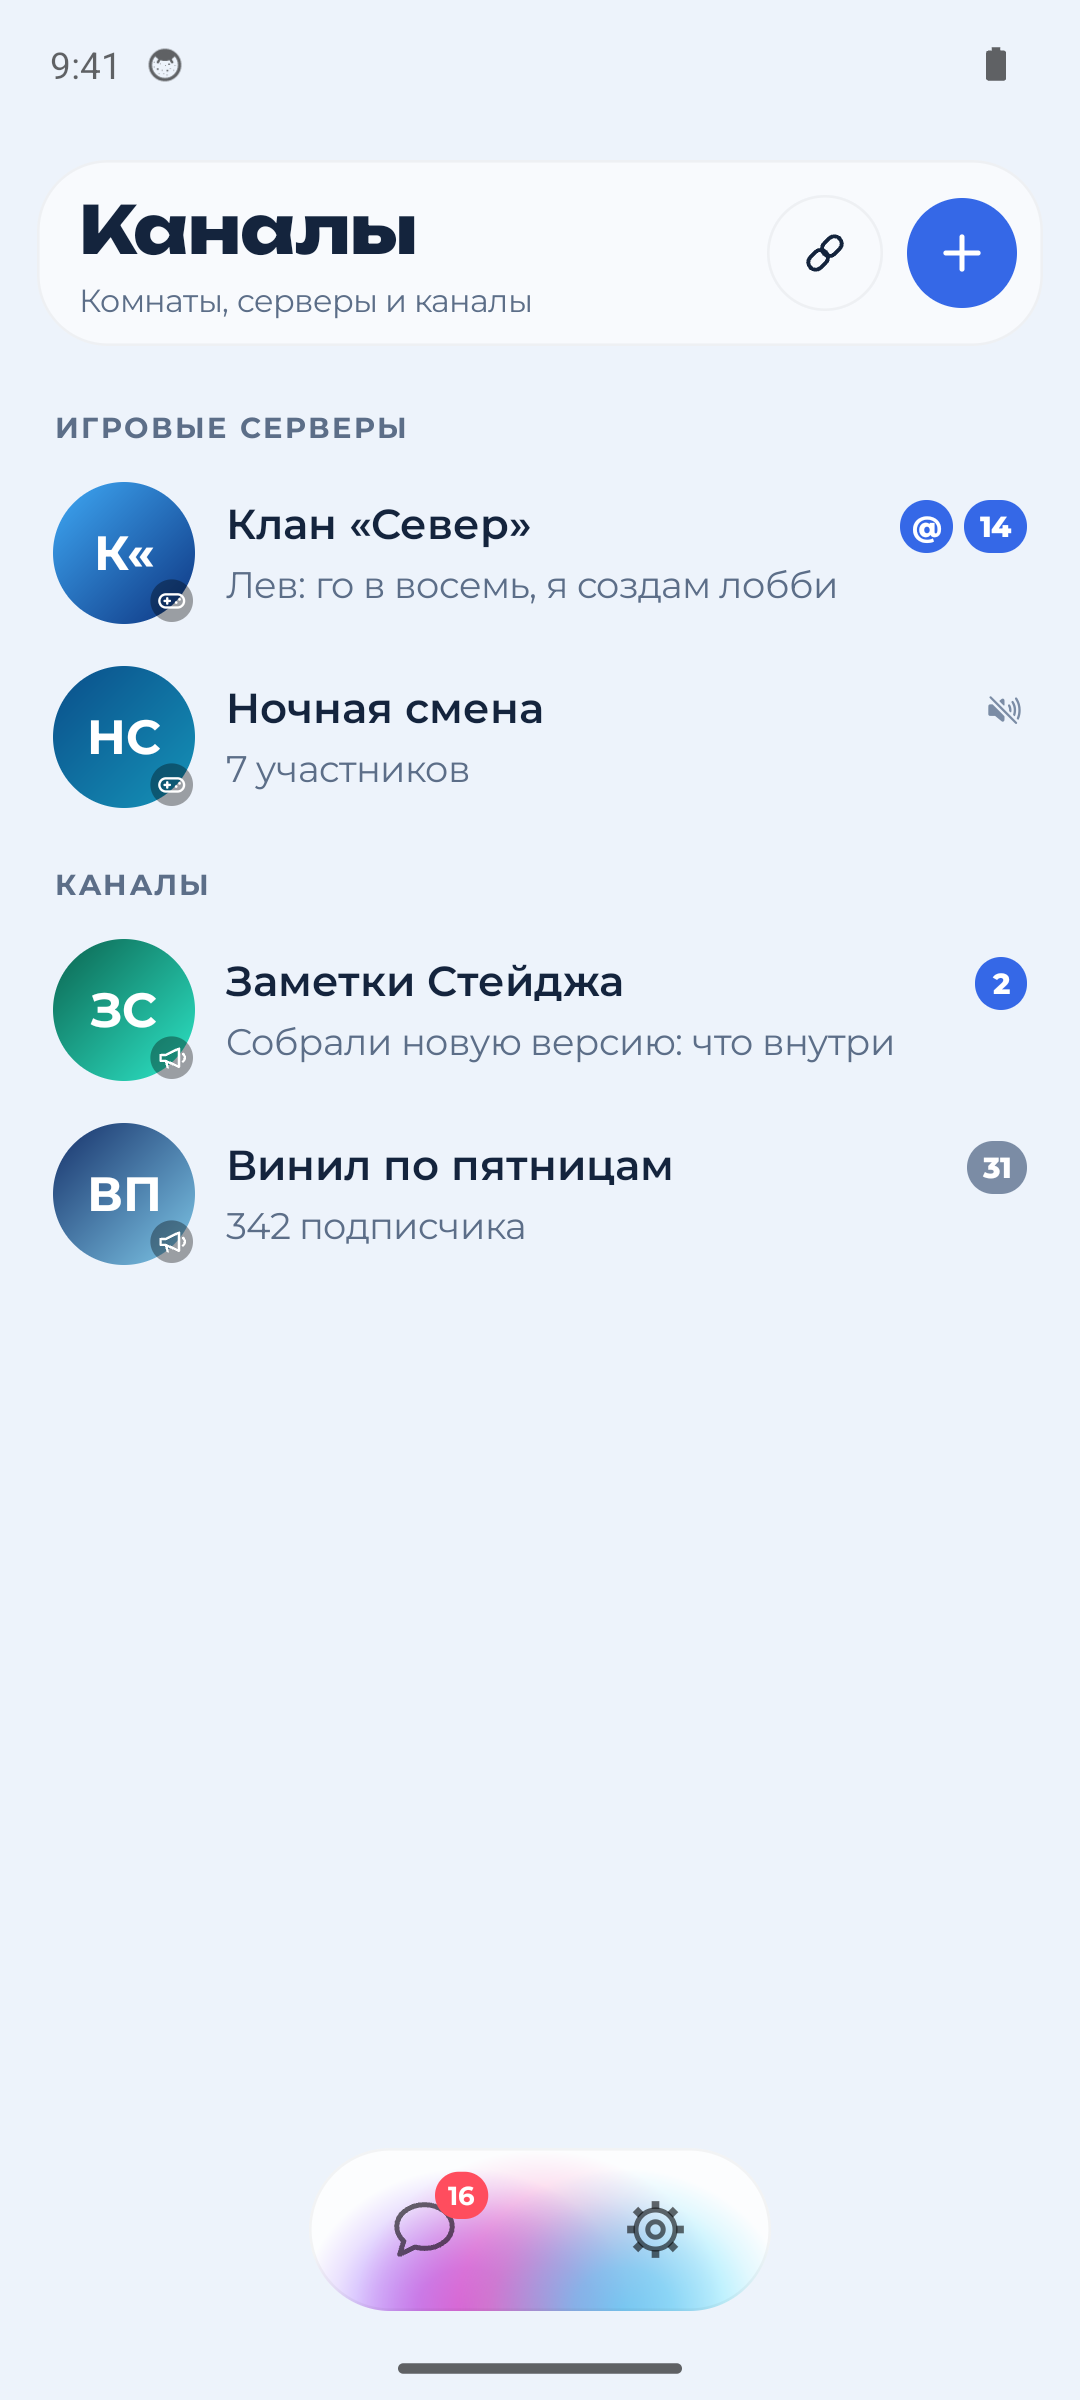 9:41
Каналы
Комнаты, серверы и каналы
ИГРОВЫЕ СЕРВЕРЫ
К«
Клан «Север»
@ 14
Лев: го в восемь, я создам лобби
НС
Ночная смена
7 участников
КАНАЛЫ
ЗС
Заметки Стейджа
2
Собрали новую версию: что внутри
ВП
Винил по пятницам
31
342 подписчика
16